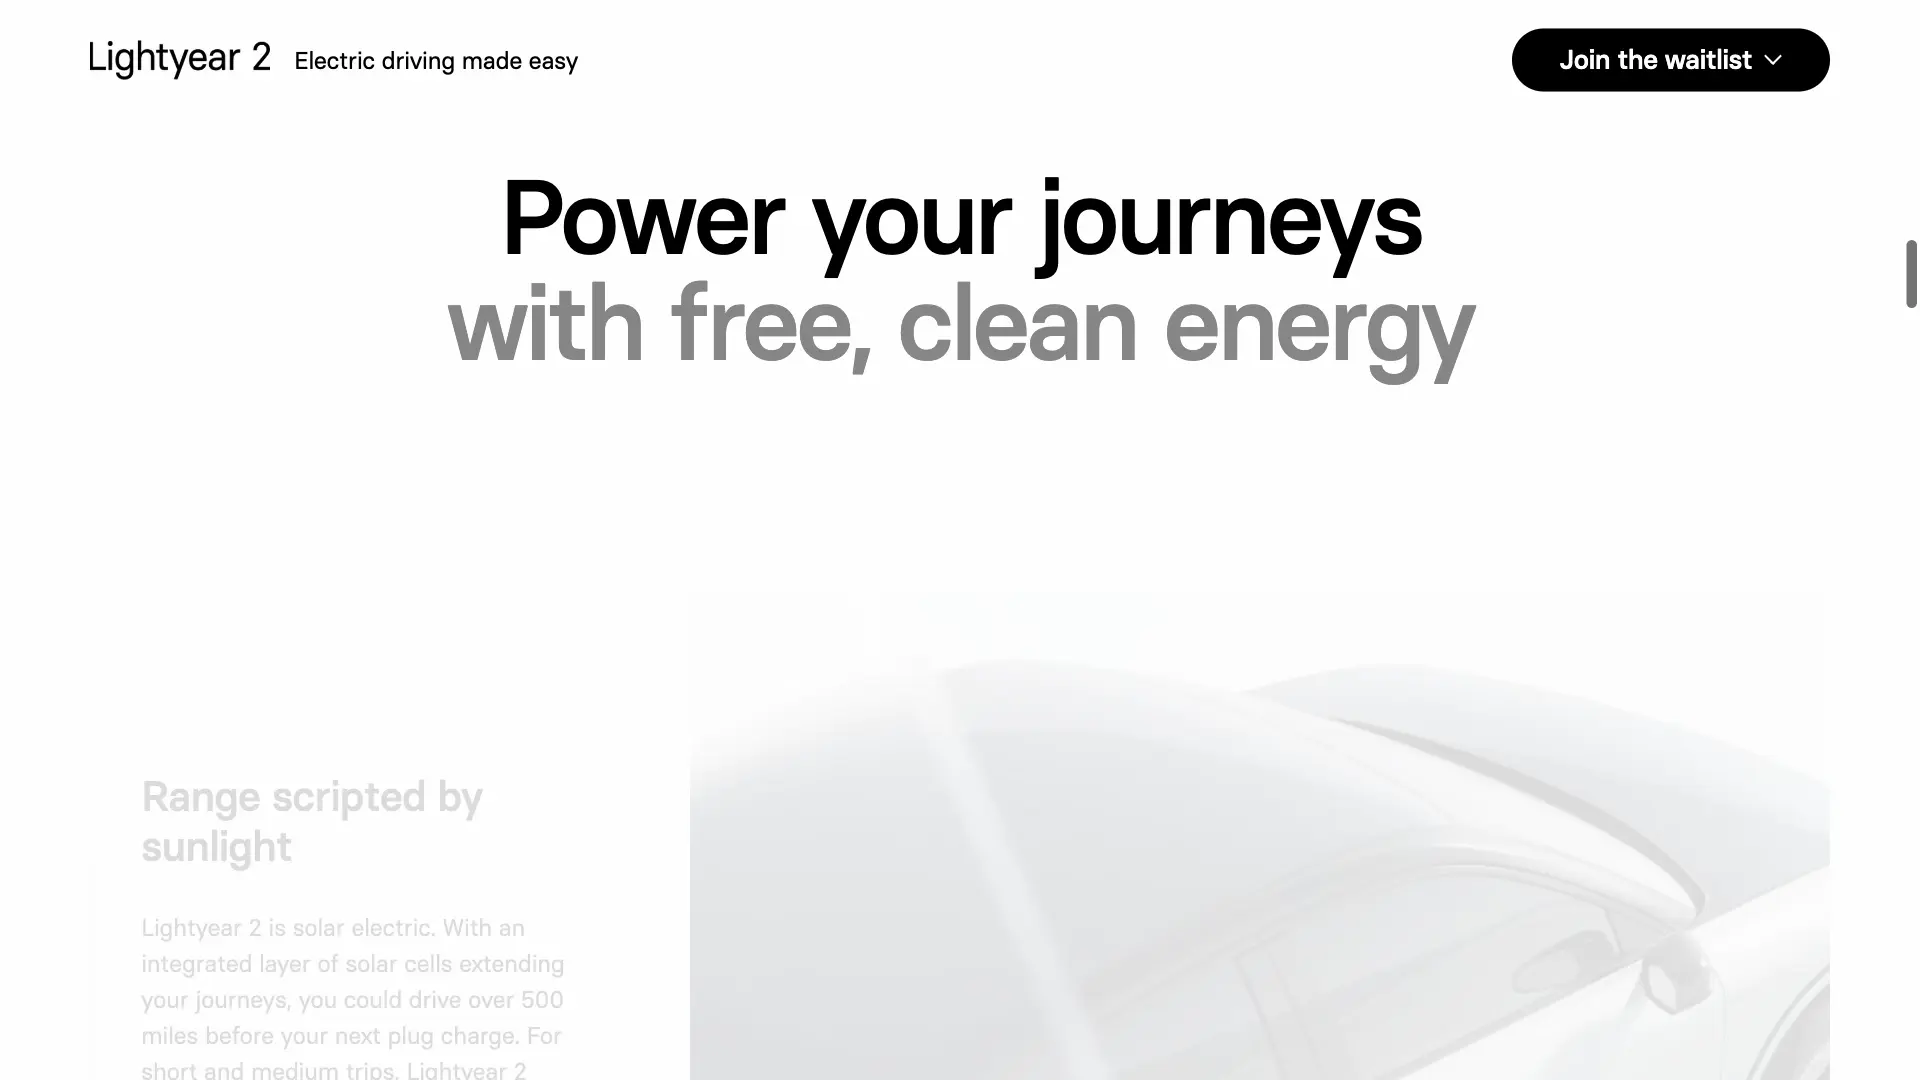 Lightyear 2 Electric driving made easy
Join the waitlist
Power your journeys
with free, clean energy
Range scripted by
sunlight
Lightyear 2 is solar electric. With an
integrated layer of solar cells extending
your journeys, you could drive over 500
miles before your next plug charge. For
short and medium trips, Lightyear 2